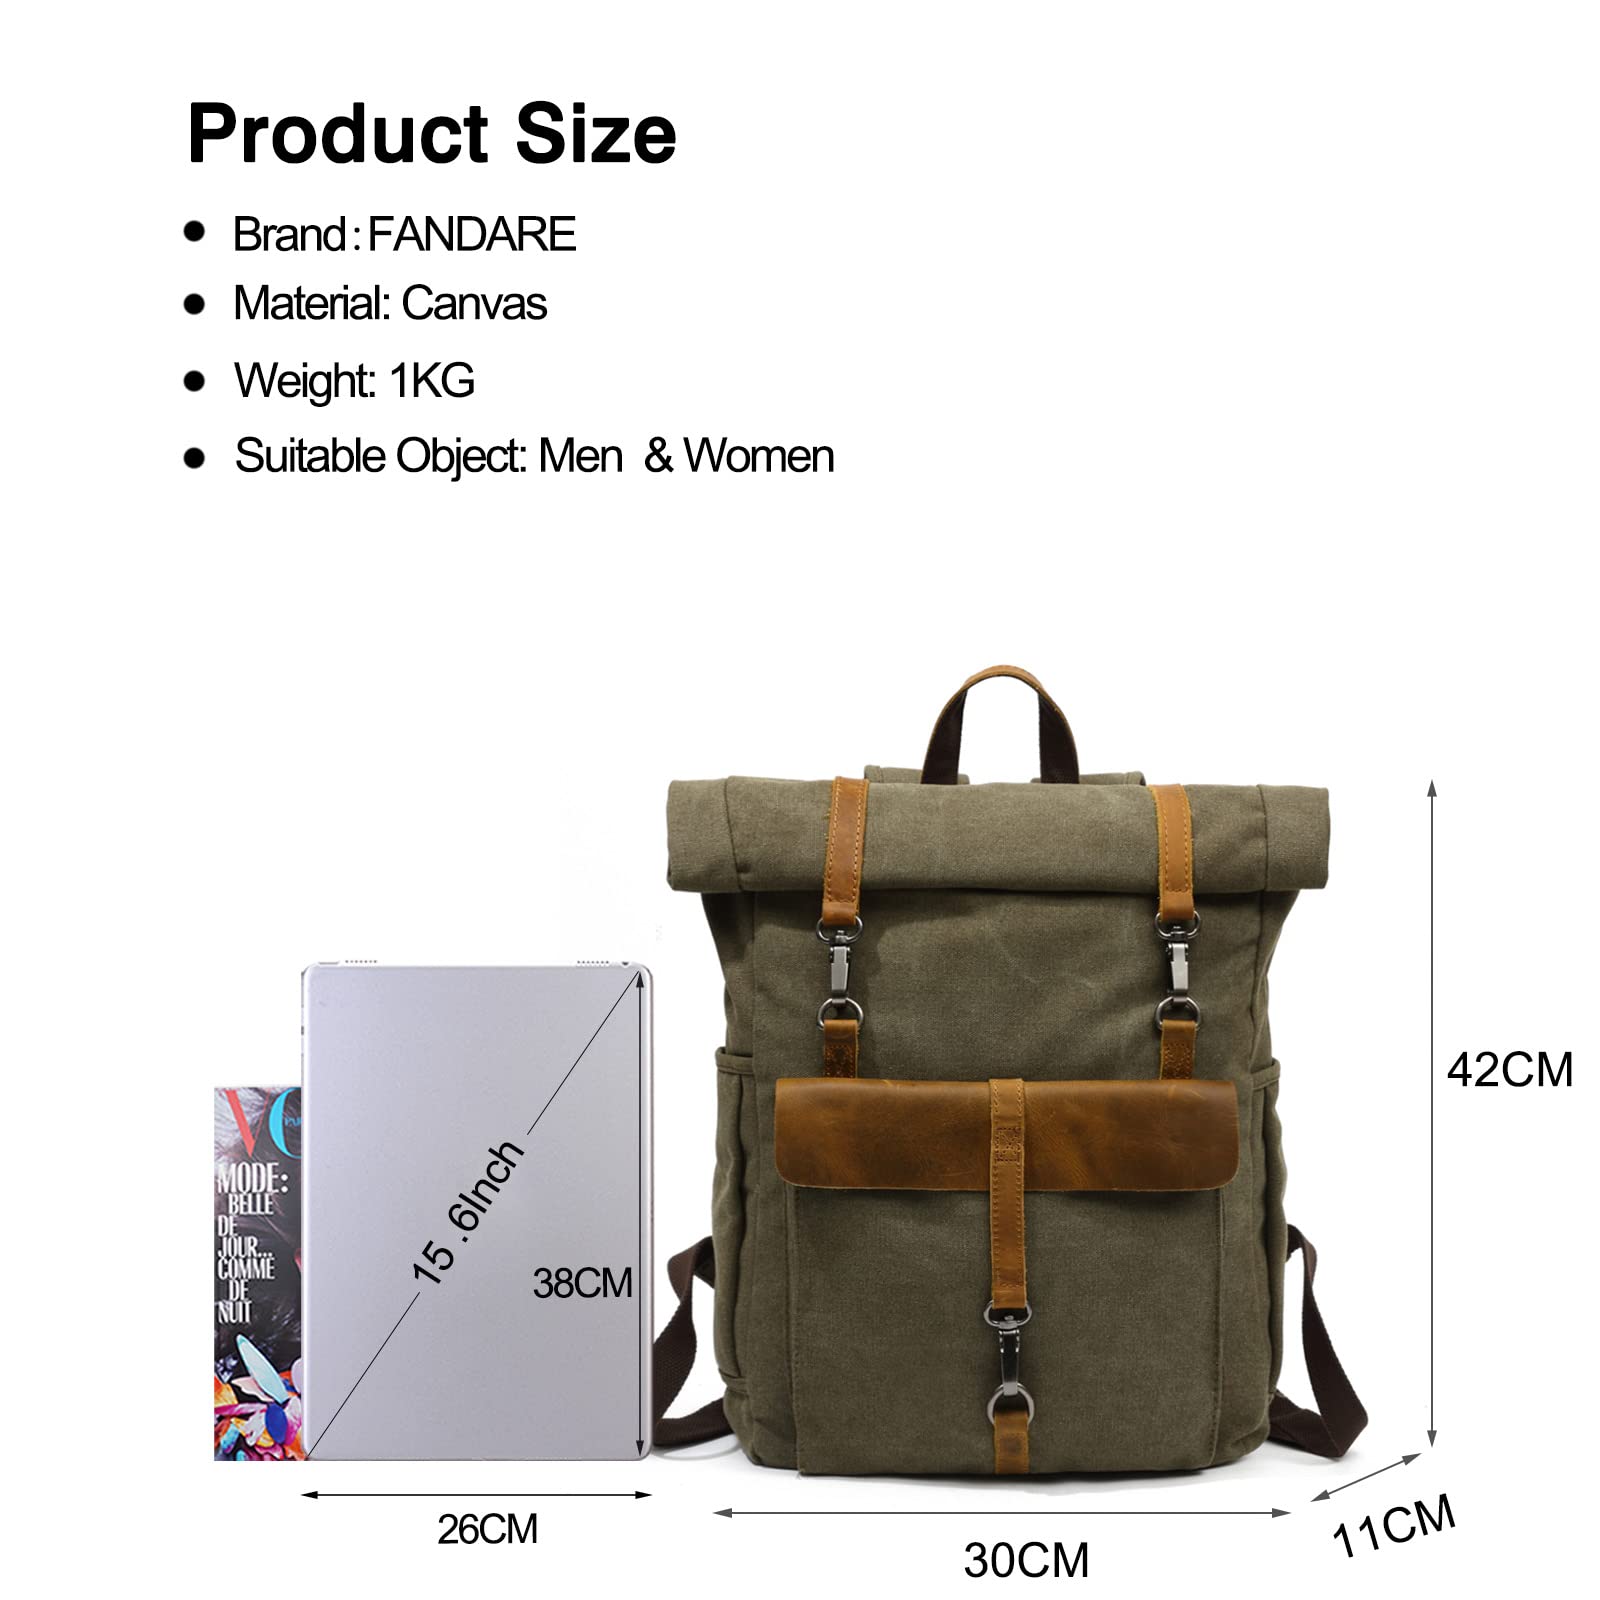 Product Size
Brand:FANDARE
Material: Canvas
Weight: 1KG
Suitable Object: Men & Women
MODE:
BELLE
DE
JOUR...
COMME
DE
NUIT
15 .6Inch
38CM
26CM
42CM
30CM
11CM